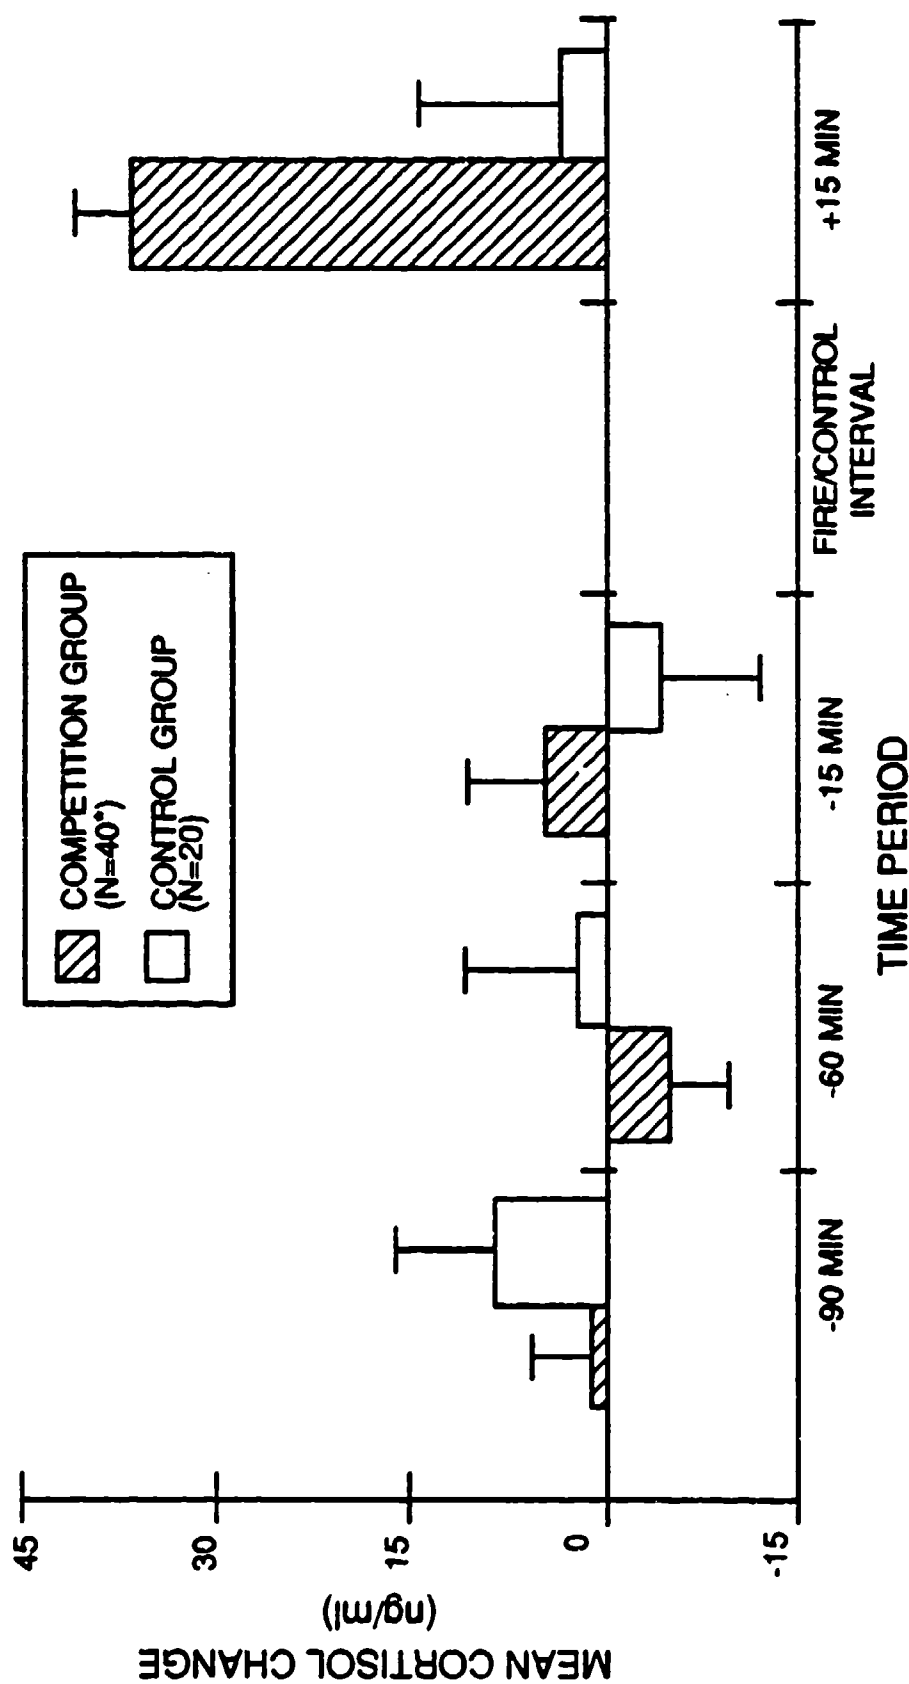 COMPETITION GROUP
(N=40*)
CONTROL GROUP
(N=20)
45
30
15
0
-15
MEAN CORTISOL CHANGE
(ng/ml)
-90 MIN
-60 MIN
-15 MIN
FIRE/CONTROL
INTERVAL
+15 MIN
TIME PERIOD